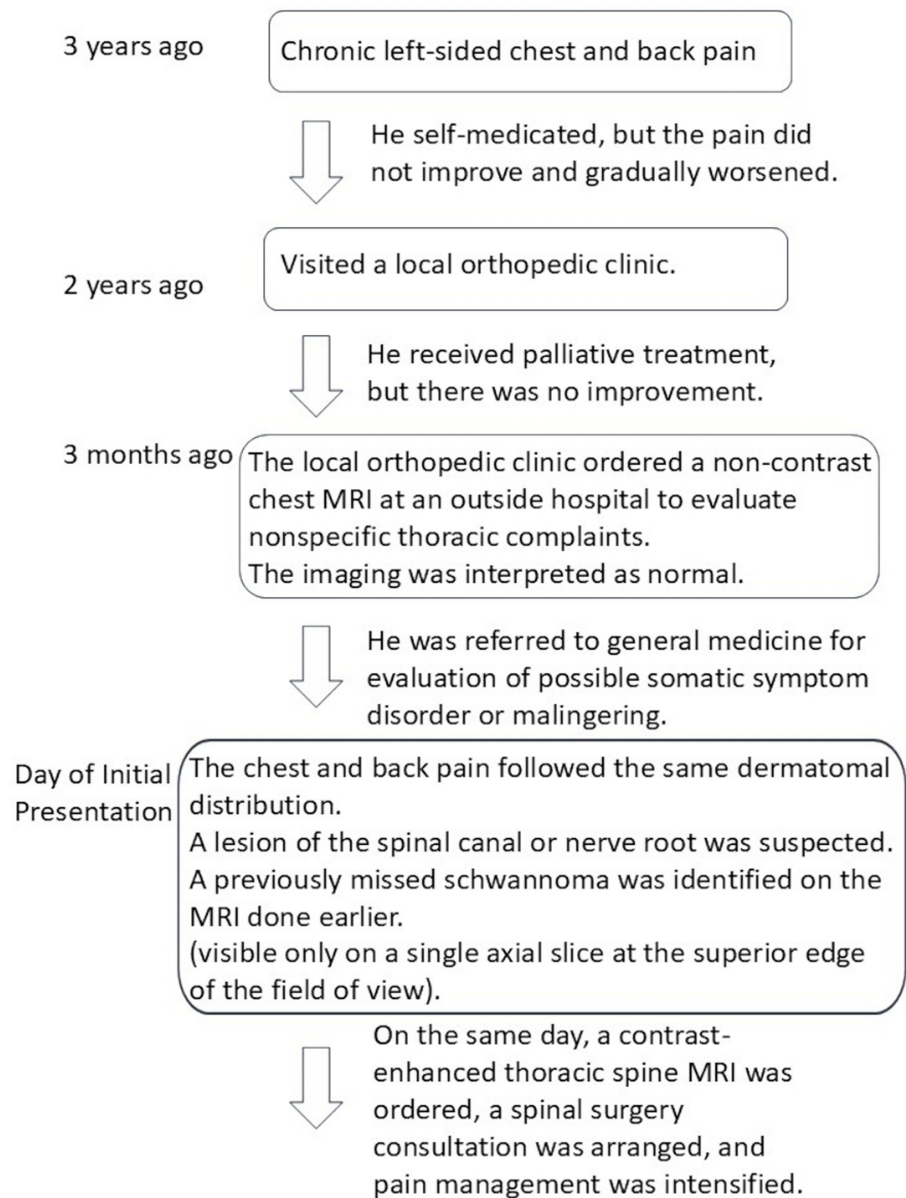 3 years ago
Chronic left-sided chest and back pain
He self-medicated, but the pain did
not improve and gradually worsened.
2 years ago
Visited a local orthopedic clinic.
He received palliative treatment,
but there was no improvement.
3 months ago
The local orthopedic clinic ordered a non-contrast
chest MRI at an outside hospital to evaluate
nonspecific thoracic complaints.
The imaging was interpreted as normal.
He was referred to general medicine for
evaluation of possible somatic symptom
disorder or malingering.
Day of Initial
Presentation
The chest and back pain followed the same dermatomal
distribution.
A lesion of the spinal canal or nerve root was suspected.
A previously missed schwannoma was identified on the
MRI done earlier.
(visible only on a single axial slice at the superior edge
of the field of view).
On the same day, a contrast-
enhanced thoracic spine MRI was
ordered, a spinal surgery
consultation was arranged, and
pain management was intensified.